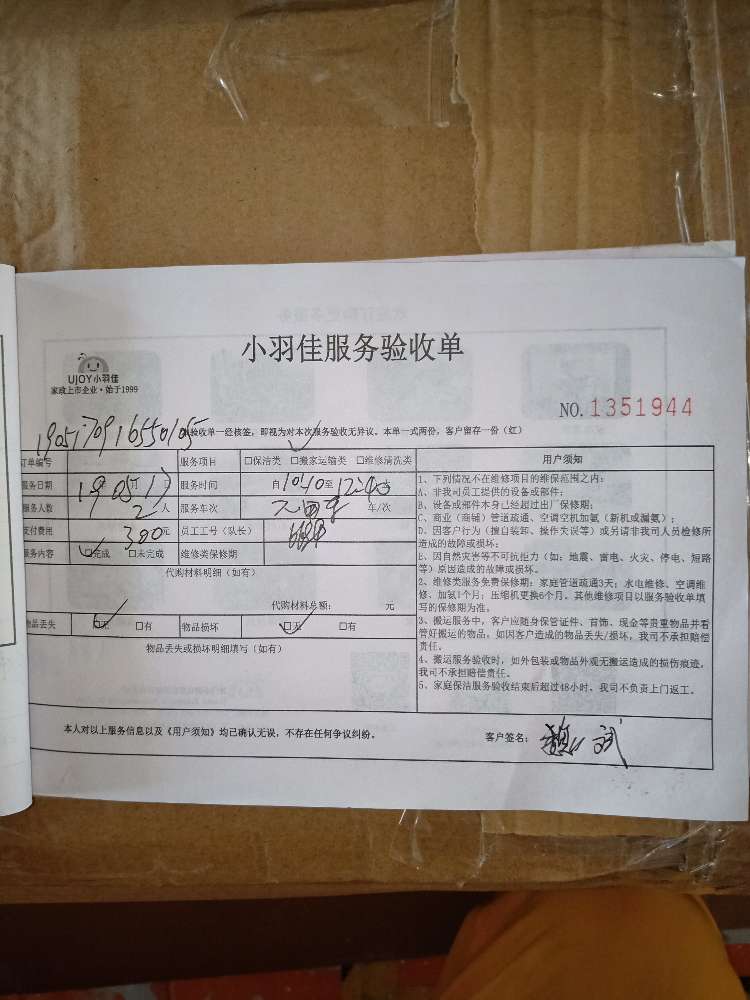 小羽佳服务验收单
UJOY小羽佳
家政上市企业·始于1999
NO. 1351944
1905170916550105
验收单一经核签，即视为对本次服务验收无异议。本单一式两份，客户留存一份（红）
订单编号 服务项目 □保洁类 □搬家运输类 □维修清洗类
服务日期 190517 服务时间 自10:40至12:40
服务人数 2人 服务车次 车/次
支付费用 380元 员工工号（队长）
服务内容 □完成 □未完成 维修类保修期
代购材料明细（如有）
代购材料总额： 元
物品丢失 □无 □有 物品损坏 □无 □有
物品丢失或损坏明细填写（如有）
用户须知
1、下列情况不在维修项目的维保范围之内：
A、非我司员工提供的设备或部件；
B、设备或部件本身已经超过出厂保修期；
C、商业（商铺）管道疏通、空调空机加氨（新机或漏氨）；
D、因客户行为（擅自装卸、操作失误等）或另请非我司人员检修所
造成的故障或损坏；
E、因自然灾害等不可抗拒力（如：地震、雷电、火灾、停电、短路
等）原因造成的故障或损坏。
2、维修类服务免费保修期：家庭管道疏通3天；水电维修、空调维
修、加氨1个月；压缩机更换6个月。其他维修项目以服务验收单填
写的保修期为准。
3、搬运服务中，客户应随身保管证件、首饰、现金等贵重物品并看
管好搬运的物品，如因客户造成的物品丢失/损坏，我司不承担赔偿
责任。
4、搬运服务验收时，如外包装或物品外观无搬运造成的损伤痕迹，
我司不承担赔偿责任。
5、家庭保洁服务验收结束后超过48小时，我司不负责上门返工。
本人对以上服务信息以及《用户须知》均已确认无误，不存在任何争议纠纷。 客户签名：